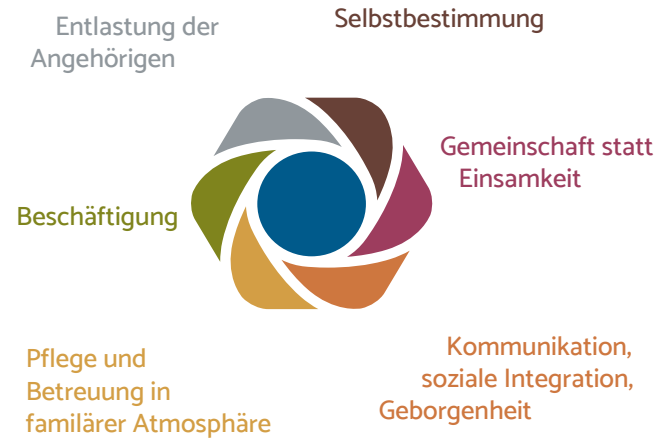 Entlastung der
Angehörigen
Selbstbestimmung
Gemeinschaft statt
Einsamkeit
Beschäftigung
Kommunikation,
soziale Integration,
Geborgenheit
Pflege und
Betreuung in
familärer Atmosphäre